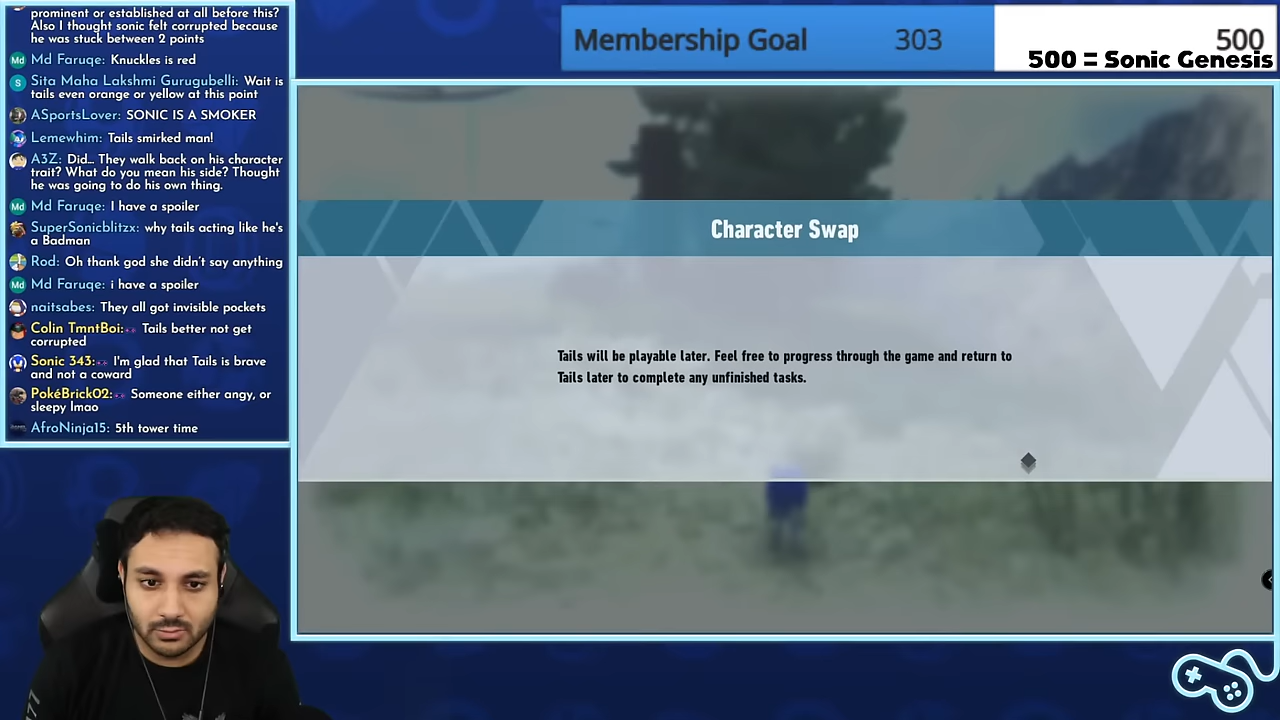 prominent or established at all before this?
Also I thought sonic felt corrupted because
he was stuck between 2 points
Md Md Faruqe: Knuckles is red
S Sita Maha Lakshmi Gurugubelli: Wait is
tails even orange or yellow at this point
ASportsLover: SONIC IS A SMOKER
Lemewhim: Tails smirked man!
A3Z: Did... They walk back on his character
trait? What do you mean his side? Thought
he was going to do his own thing.
Md Md Faruqe: I have a spoiler
SuperSonicblitzx: why tails acting like he's
a Badman
Rod: Oh thank god she didn't say anything
Md Md Faruqe: i have a spoiler
naitsabes: They all got invisible pockets
Colin TmntBoi: Tails better not get
corrupted
Sonic 343: I'm glad that Tails is brave
and not a coward
PokéBrick02: Someone either angy, or
sleepy lmao
AfroNinja15: 5th tower time
Membership Goal 303 500
500 = Sonic Genesis
Character Swap
Tails will be playable later. Feel free to progress through the game and return to
Tails later to complete any unfinished tasks.